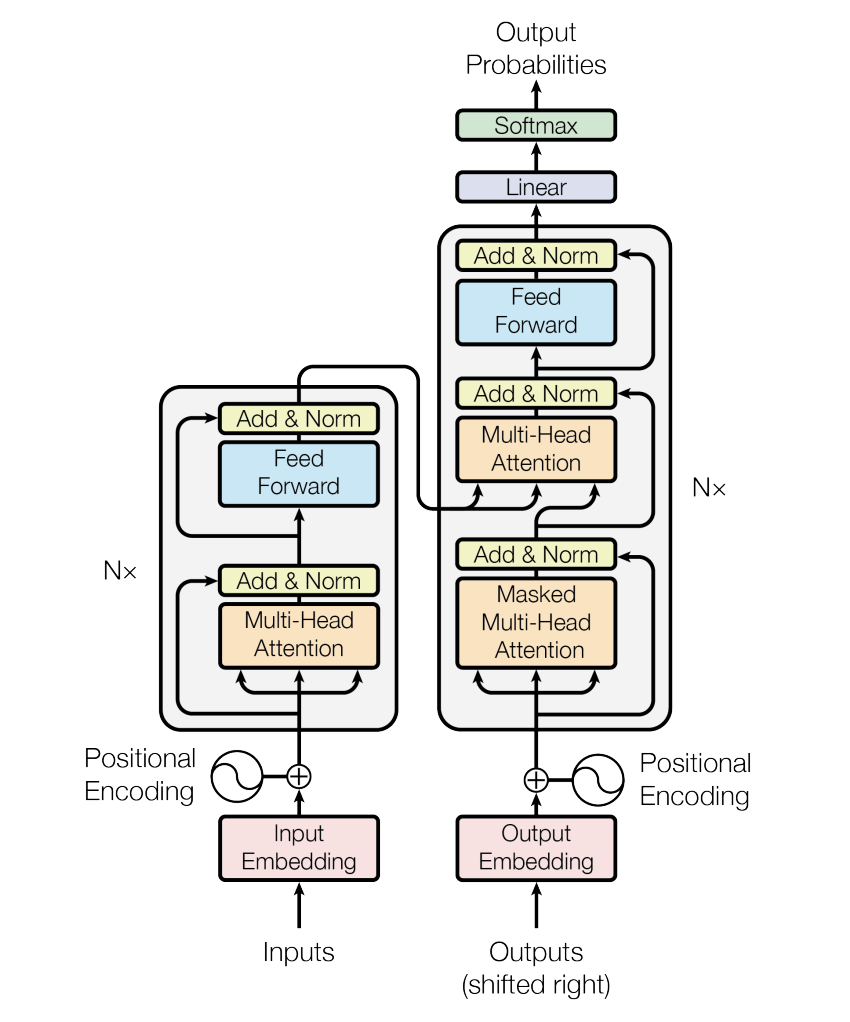 Output
Probabilities
Softmax
Linear
Add & Norm
Feed
Forward
Add & Norm
Multi-Head
Attention
Add & Norm
Masked
Multi-Head
Attention
N×
Add & Norm
Feed
Forward
Add & Norm
Multi-Head
Attention
N×
Positional
Encoding
Positional
Encoding
Input
Embedding
Output
Embedding
Inputs
Outputs
(shifted right)